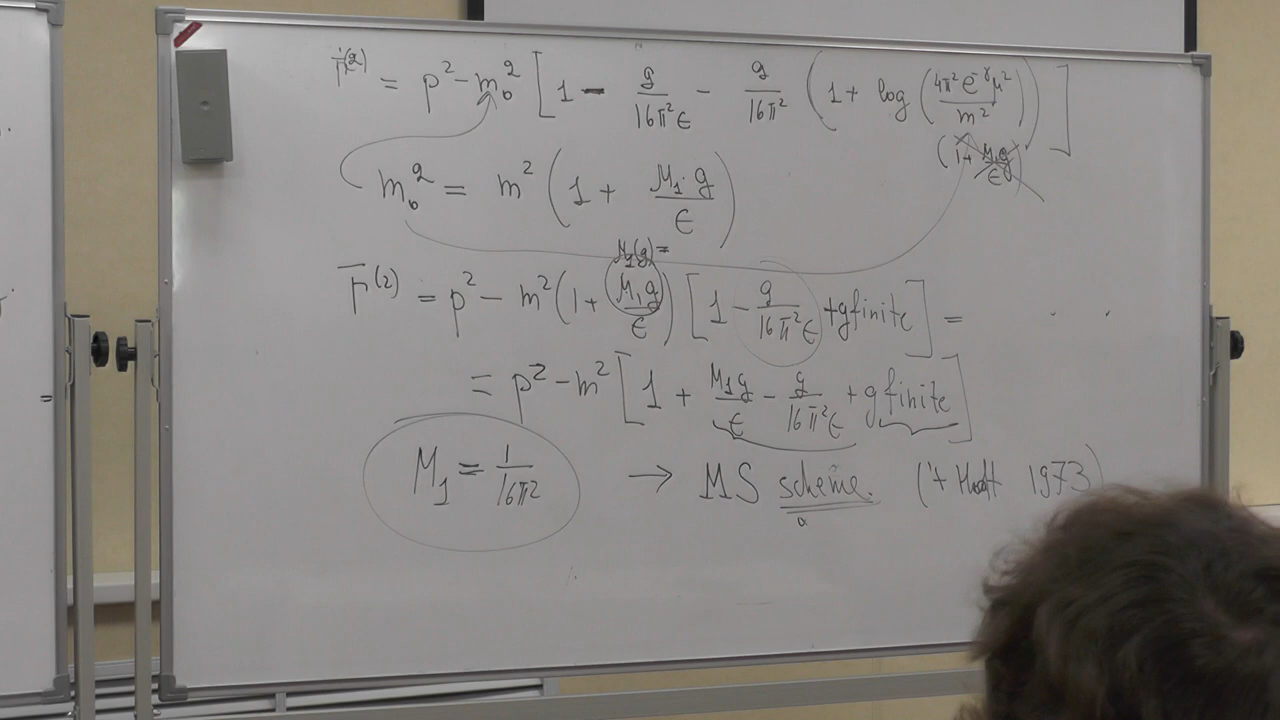 Γ̄⁽²⁾ = p² − m₀² [ 1 − g/(16π²ϵ) − g/(16π²) ( 1 + log ( 4π² e^{-γ} μ² / m² ) ) ]
(1 + M₁g/ϵ)
m₀² = m² ( 1 + M₁·g/ϵ )
M₁(g) =
Γ̄⁽²⁾ = p² − m² ( 1 + M₁g/ϵ ) [ 1 − g/(16π²ϵ) + g finite ] =
= p² − m² [ 1 + M₁g/ϵ − g/(16π²ϵ) + g finite ]
M₁ = 1/(16π²) → MS scheme. ('t Hooft 1973)